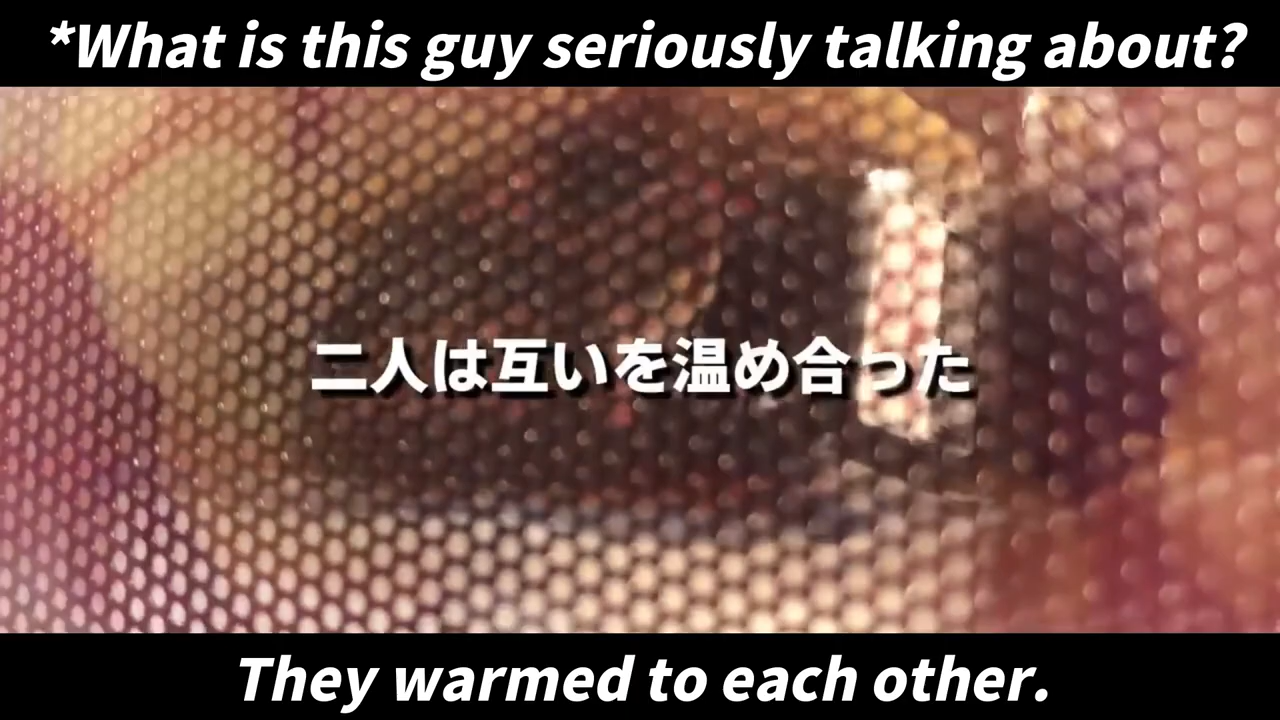 *What is this guy seriously talking about?
二人は互いを温め合った
They warmed to each other.